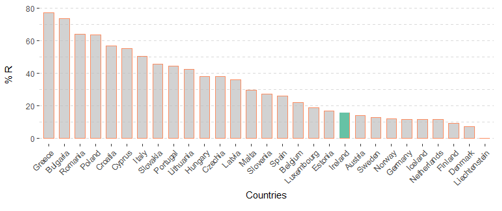 80
60
40
20
0
% R
Greece
Bulgaria
Romania
Poland
Croatia
Cyprus
Italy
Slovakia
Portugal
Lithuania
Hungary
Czechia
Latvia
Malta
Slovenia
Spain
Belgium
Luxembourg
Estonia
Ireland
Austria
Sweden
Norway
Germany
Iceland
Netherlands
Finland
Denmark
Liechtenstein
Countries